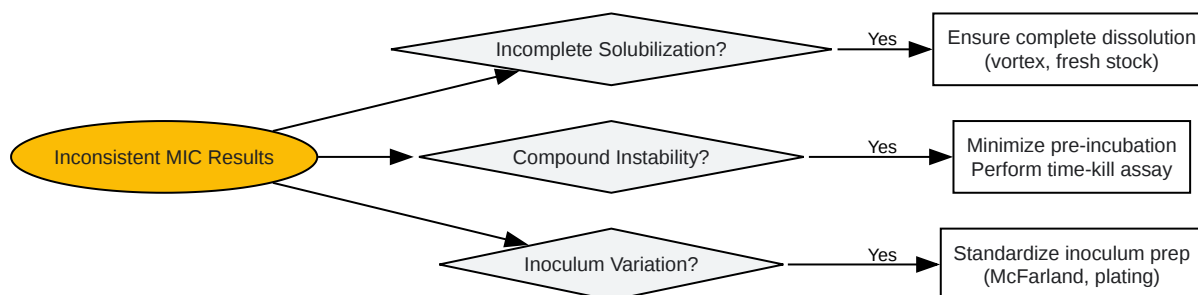 Incomplete Solubilization?
Yes
Ensure complete dissolution
(vortex, fresh stock)
Inconsistent MIC Results
Compound Instability?
Yes
Minimize pre-incubation
Perform time-kill assay
Inoculum Variation?
Yes
Standardize inoculum prep
(McFarland, plating)